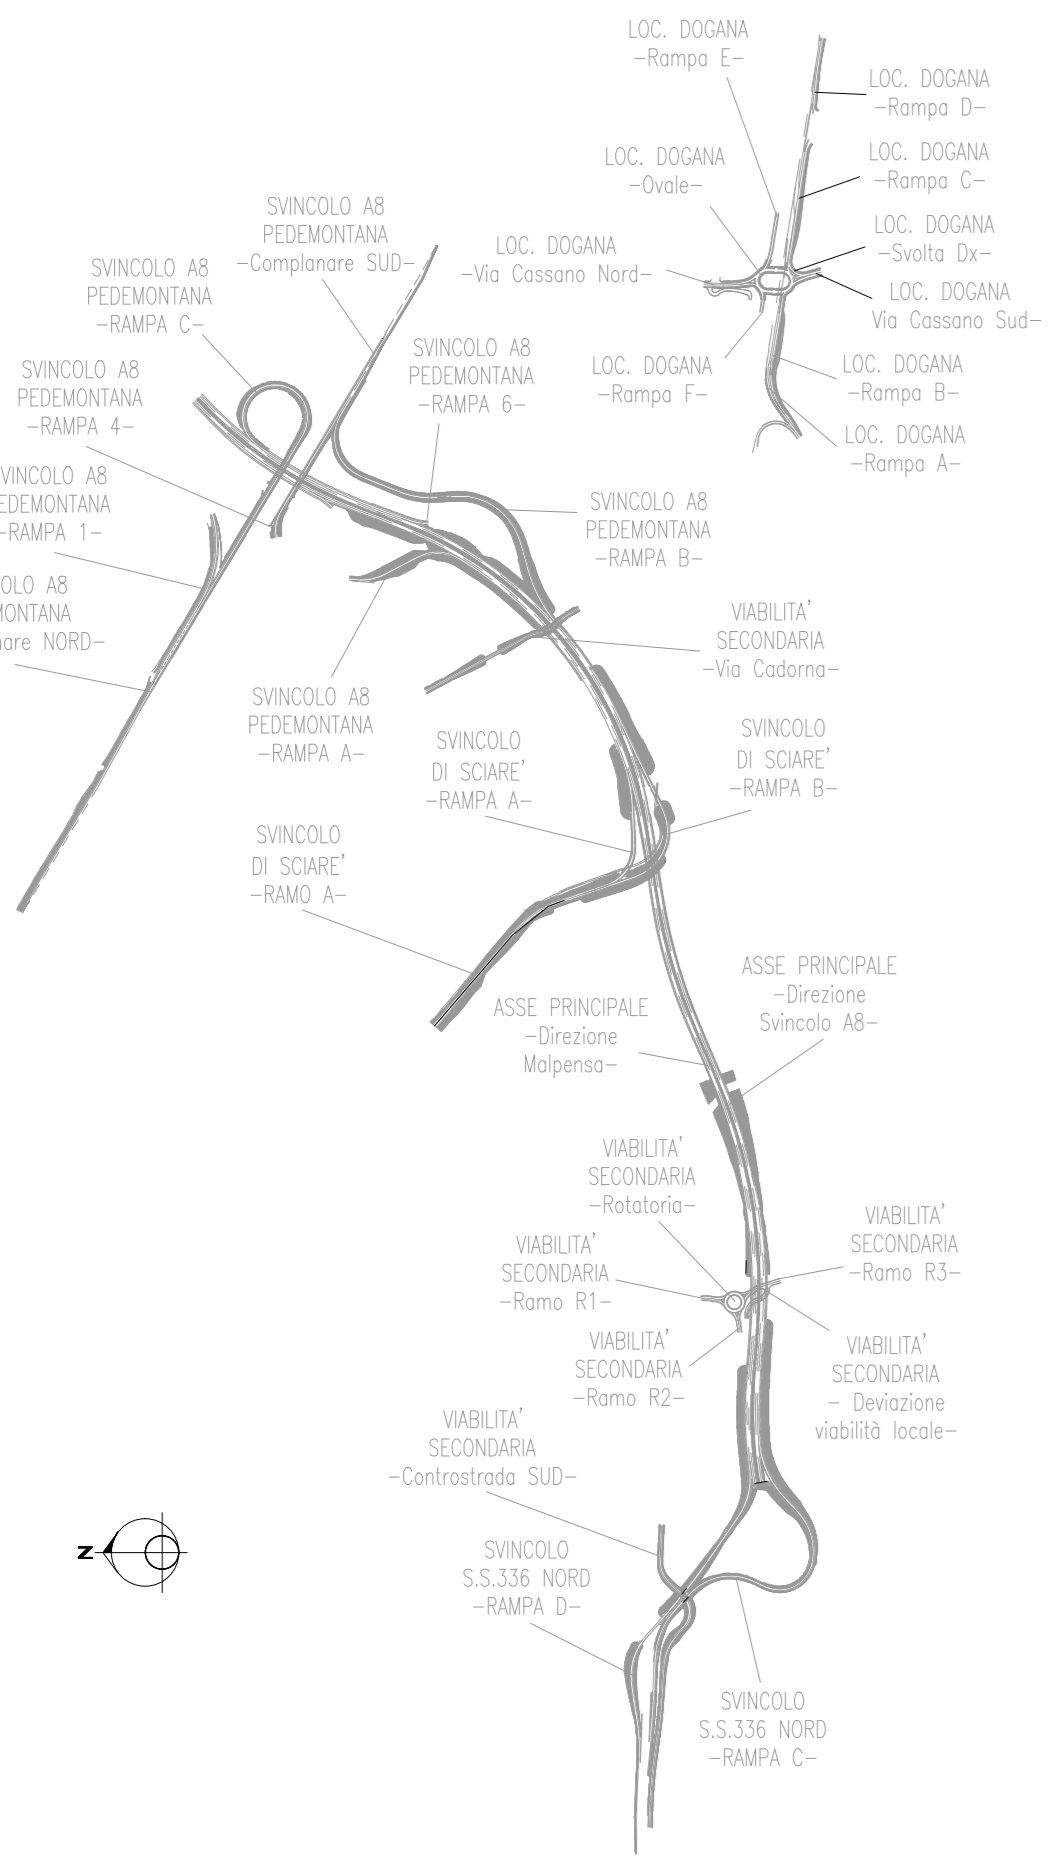 LOC. DOGANA
-Rampa E-
LOC. DOGANA
-Rampa D-
LOC. DOGANA
-Ovale-
LOC. DOGANA
-Rampa C-
SVINCOLO A8
PEDEMONTANA
-Complanare SUD-
LOC. DOGANA
-Via Cassano Nord-
LOC. DOGANA
-Svolta Dx-
SVINCOLO A8
PEDEMONTANA
-RAMPA C-
LOC. DOGANA
Via Cassano Sud-
SVINCOLO A8
PEDEMONTANA
-RAMPA 4-
SVINCOLO A8
PEDEMONTANA
-RAMPA 6-
LOC. DOGANA
-Rampa F-
LOC. DOGANA
-Rampa B-
LOC. DOGANA
-Rampa A-
VINCOLO A8
EDEMONTANA
-RAMPA 1-
SVINCOLO A8
PEDEMONTANA
-RAMPA B-
OLO A8
MONTANA
nare NORD-
VIABILITA'
SECONDARIA
-Via Cadorna-
SVINCOLO A8
PEDEMONTANA
-RAMPA A-
SVINCOLO
DI SCIARE'
-RAMPA A-
SVINCOLO
DI SCIARE'
-RAMPA B-
SVINCOLO
DI SCIARE'
-RAMO A-
ASSE PRINCIPALE
-Direzione
Svincolo A8-
ASSE PRINCIPALE
-Direzione
Malpensa-
VIABILITA'
SECONDARIA
-Rotatoria-
VIABILITA'
SECONDARIA
-Ramo R3-
VIABILITA'
SECONDARIA
-Ramo R1-
VIABILITA'
SECONDARIA
-Ramo R2-
VIABILITA'
SECONDARIA
- Deviazione
viabilità locale-
VIABILITA'
SECONDARIA
-Controstrada SUD-
N
SVINCOLO
S.S.336 NORD
-RAMPA D-
SVINCOLO
S.S.336 NORD
-RAMPA C-